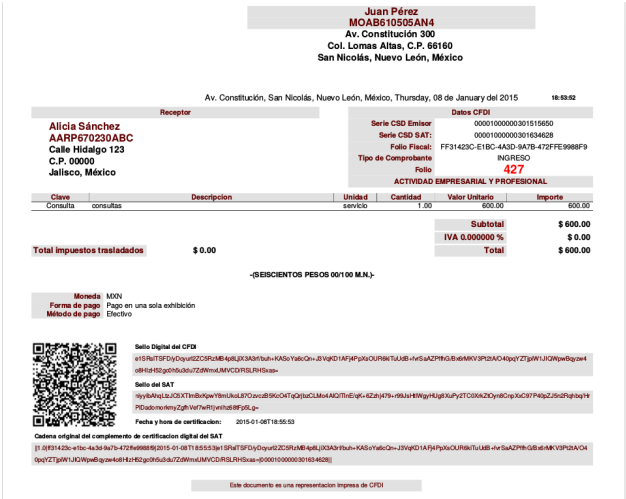 Juan Pérez
MOAB610505AN4
Av. Constitución 300
Col. Lomas Altas, C.P. 66160
San Nicolás, Nuevo León, México
Av. Constitución, San Nicolás, Nuevo León, México, Thursday, 08 de January del 2015 18:53:52
Receptor
Alicia Sánchez
AARP670230ABC
Calle Hidalgo 123
C.P. 00000
Jalisco, México
Datos CFDI
Serie CSD Emisor 00001000000301515650
Serie CSD SAT: 00001000000301634628
Folio Fiscal: FF31423C-E1BC-4A3D-9A7B-472FFE9988F9
Tipo de Comprobante INGRESO
Folio 427
ACTIVIDAD EMPRESARIAL Y PROFESIONAL
Clave Descripcion Unidad Cantidad Valor Unitario Importe
Consulta consultas servicio 1.00 600.00 600.00
Subtotal $ 600.00
IVA 0.000000 % $ 0.00
Total impuestos trasladados $ 0.00 Total $ 600.00
-(SEISCIENTOS PESOS 00/100 M.N.)-
Moneda MXN
Forma de pago Pago en una sola exhibición
Método de pago Efectivo
Sello Digital del CFDI
Sello del SAT
Fecha y hora de certificacion: 2015-01-08T18:55:53
Cadena original del complemento de certificacion digital del SAT
Este documento es una representacion impresa de CFDI